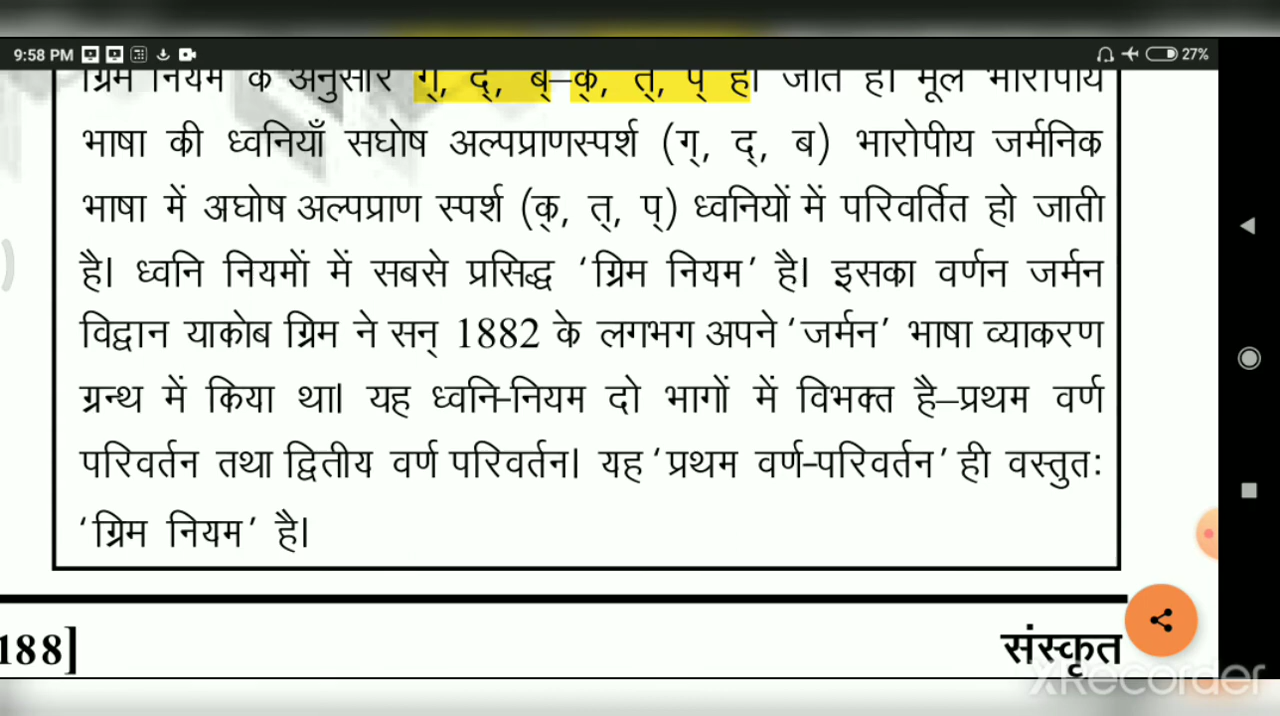 9:58 PM
27%
ग्रिम नियम के अनुसार ग्, द्, ब्–क्, त्, प् हो जाते हैं। मूल भारोपीय
भाषा की ध्वनियाँ सघोष अल्पप्राणस्पर्श (ग्, द्, ब) भारोपीय जर्मनिक
भाषा में अघोष अल्पप्राण स्पर्श (क्, त्, प्) ध्वनियों में परिवर्तित हो जाती
है। ध्वनि नियमों में सबसे प्रसिद्ध ‘ग्रिम नियम’ है। इसका वर्णन जर्मन
विद्वान याकोब ग्रिम ने सन् 1882 के लगभग अपने ‘जर्मन’ भाषा व्याकरण
ग्रन्थ में किया था। यह ध्वनि-नियम दो भागों में विभक्त है–प्रथम वर्ण
परिवर्तन तथा द्वितीय वर्ण परिवर्तन। यह ‘प्रथम वर्ण-परिवर्तन’ ही वस्तुतः
‘ग्रिम नियम’ है।
188]
संस्कृत
XRecorder